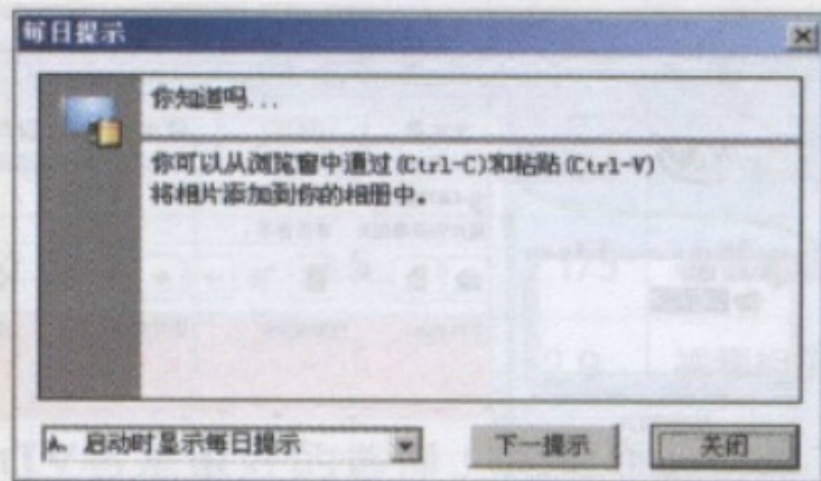 每日提示
你知道吗...
你可以从浏览窗中通过(Ctrl-C)和粘贴(Ctrl-V)
将相片添加到你的相册中。
A、启动时显示每日提示
下一提示
关闭